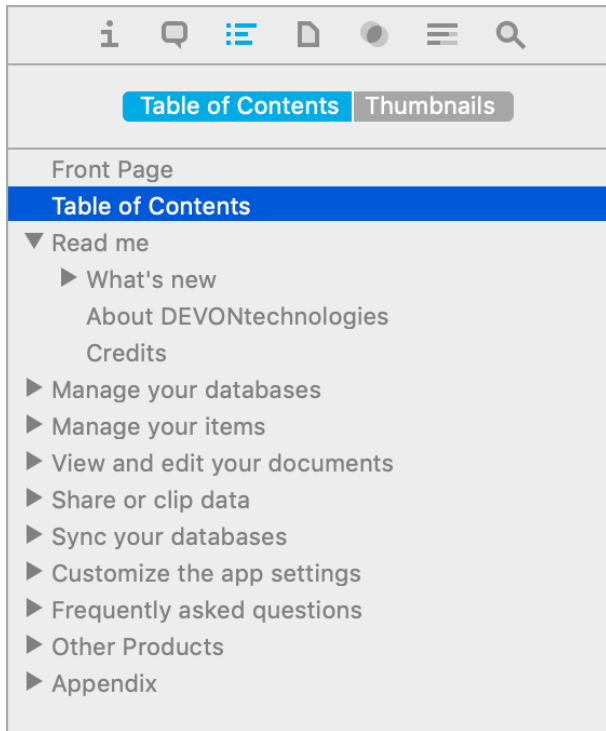 Table of Contents Thumbnails
Front Page
Table of Contents
Read me
What's new
About DEVONtechnologies
Credits
Manage your databases
Manage your items
View and edit your documents
Share or clip data
Sync your databases
Customize the app settings
Frequently asked questions
Other Products
Appendix